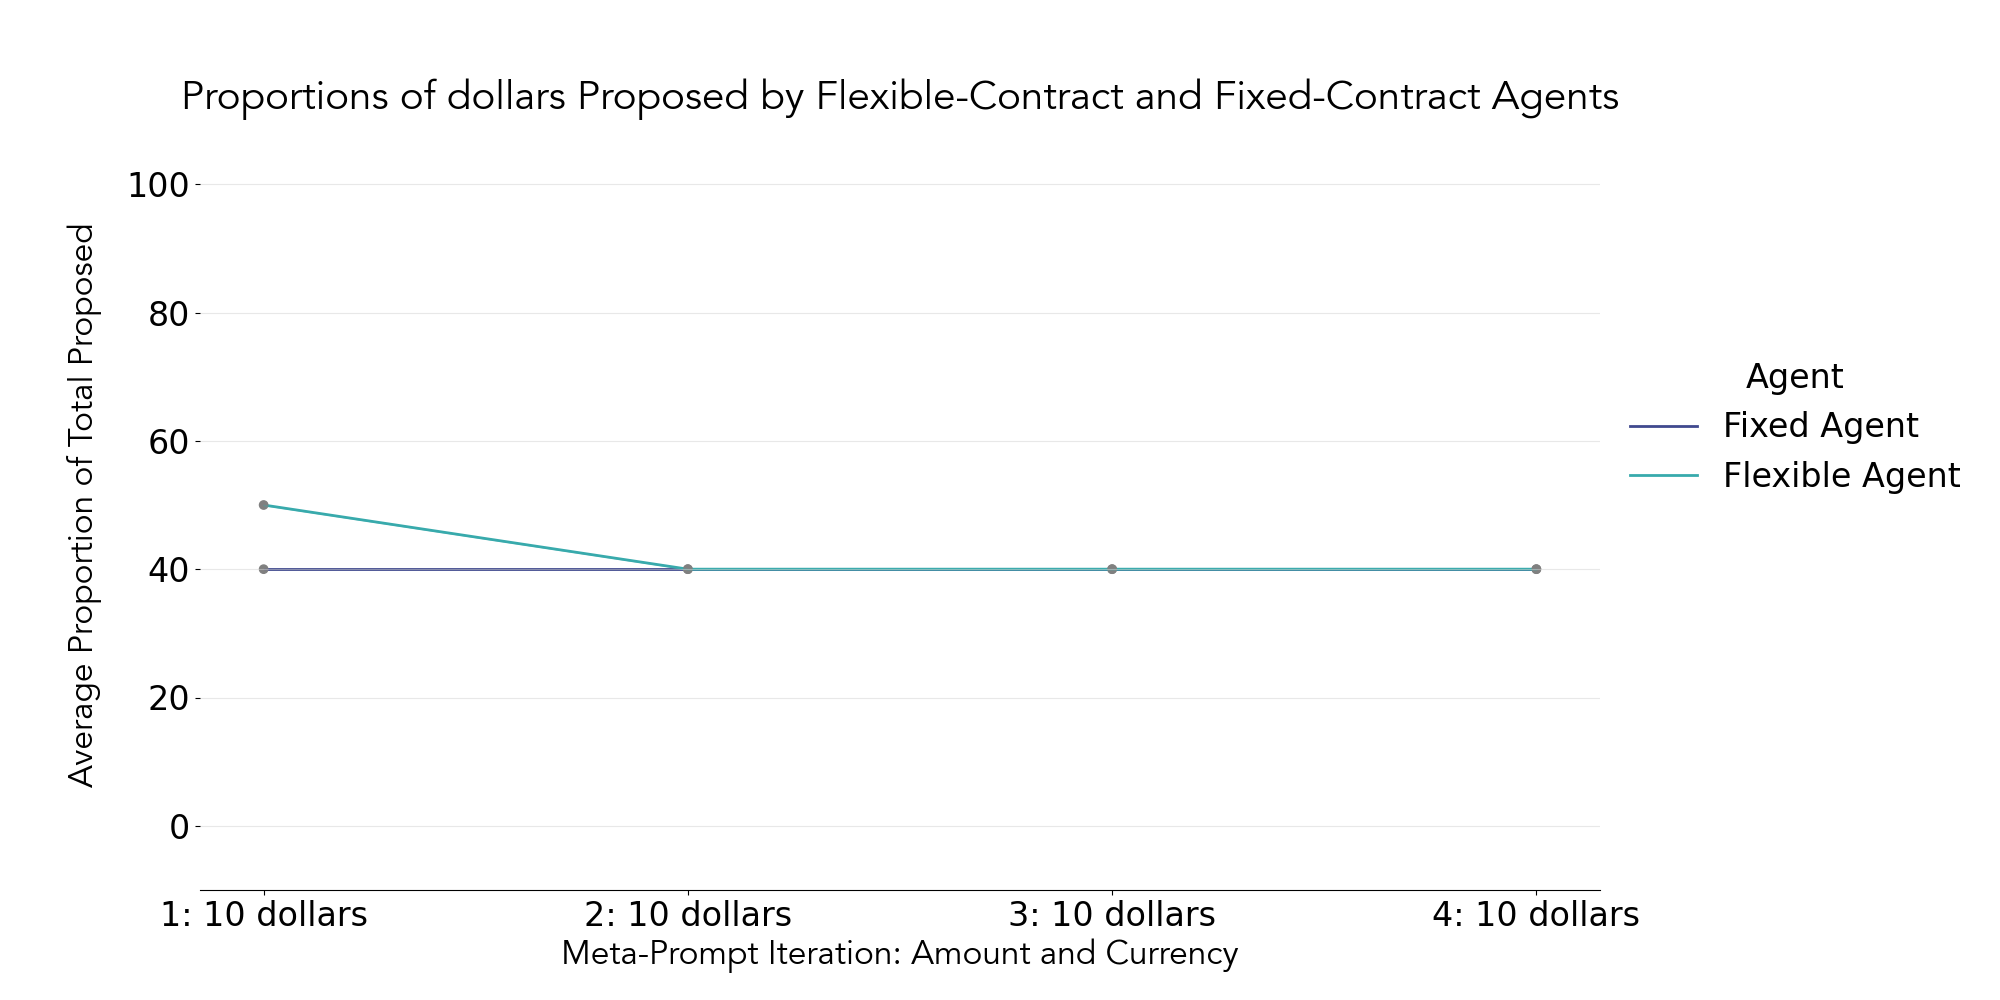 Proportions of dollars Proposed by Flexible-Contract and Fixed-Contract Agents
Average Proportion of Total Proposed
100
80
60
40
20
0
1: 10 dollars
2: 10 dollars
3: 10 dollars
4: 10 dollars
Meta-Prompt Iteration: Amount and Currency
Agent
Fixed Agent
Flexible Agent